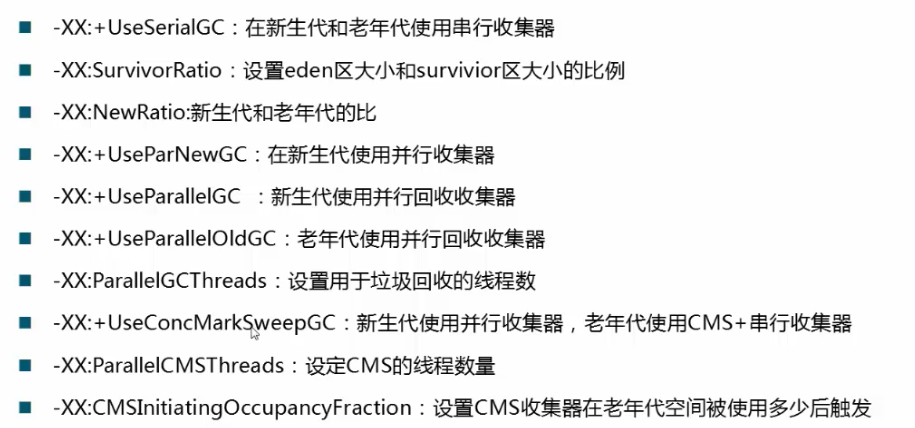 -XX:+UseSerialGC：在新生代和老年代使用串行收集器
-XX:SurvivorRatio：设置eden区大小和survivior区大小的比例
-XX:NewRatio:新生代和老年代的比
-XX:+UseParNewGC：在新生代使用并行收集器
-XX:+UseParallelGC ：新生代使用并行回收收集器
-XX:+UseParallelOldGC：老年代使用并行回收收集器
-XX:ParallelGCThreads：设置用于垃圾回收的线程数
-XX:+UseConcMarkSweepGC：新生代使用并行收集器，老年代使用CMS+串行收集器
-XX:ParallelCMSThreads：设定CMS的线程数量
-XX:CMSInitiatingOccupancyFraction：设置CMS收集器在老年代空间被使用多少后触发